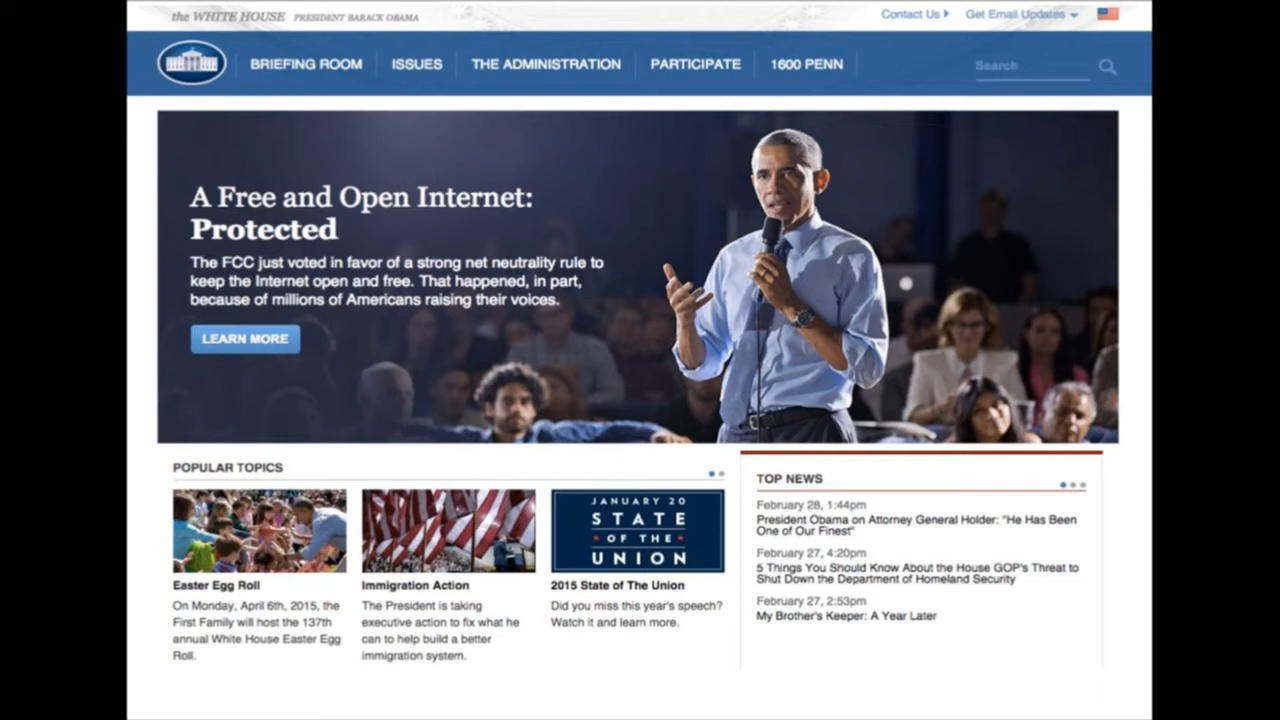 the WHITE HOUSE PRESIDENT BARACK OBAMA
Contact Us
Get Email Updates
BRIEFING ROOM
ISSUES
THE ADMINISTRATION
PARTICIPATE
1600 PENN
Search
A Free and Open Internet:
Protected
The FCC just voted in favor of a strong net neutrality rule to
keep the Internet open and free. That happened, in part,
because of millions of Americans raising their voices.
LEARN MORE
POPULAR TOPICS
JANUARY 20
STATE
OF THE
UNION
Easter Egg Roll
On Monday, April 6th, 2015, the
First Family will host the 137th
annual White House Easter Egg
Roll.
Immigration Action
The President is taking
executive action to fix what he
can to help build a better
immigration system.
2015 State of The Union
Did you miss this year's speech?
Watch it and learn more.
TOP NEWS
February 28, 1:44pm
President Obama on Attorney General Holder: "He Has Been
One of Our Finest"
February 27, 4:20pm
5 Things You Should Know About the House GOP's Threat to
Shut Down the Department of Homeland Security
February 27, 2:53pm
My Brother's Keeper: A Year Later